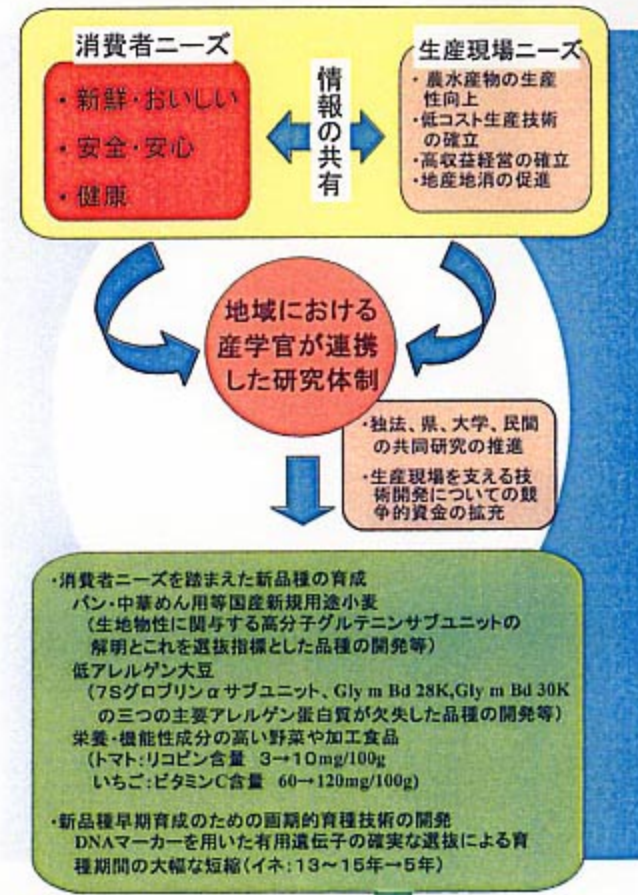 消費者ニーズ
・新鮮・おいしい
・安全・安心
・健康
情報の共有
生産現場ニーズ
・農水産物の生産
性向上
・低コスト生産技術
の確立
・高収益経営の確立
・地産地消の促進
地域における
産学官が連携
した研究体制
・独法、県、大学、民間
の共同研究の推進
・生産現場を支える技
術開発についての競
争的資金の拡充
・消費者ニーズを踏まえた新品種の育成
パン・中華めん用等国産新規用途小麦
(生地物性に関与する高分子グルテニンサブユニットの
解明とこれを選抜指標とした品種の開発等)
低アレルゲン大豆
(7Sグロブリンαサブユニット、Gly m Bd 28K,Gly m Bd 30K
の三つの主要アレルゲン蛋白質が欠失した品種の開発等)
栄養・機能性成分の高い野菜や加工食品
(トマト:リコピン含量 3→10mg/100g
いちご:ビタミンC含量 60→120mg/100g)
・新品種早期育成のための画期的育種技術の開発
DNAマーカーを用いた有用遺伝子の確実な選抜による育
種期間の大幅な短縮(イネ:13～15年→5年)